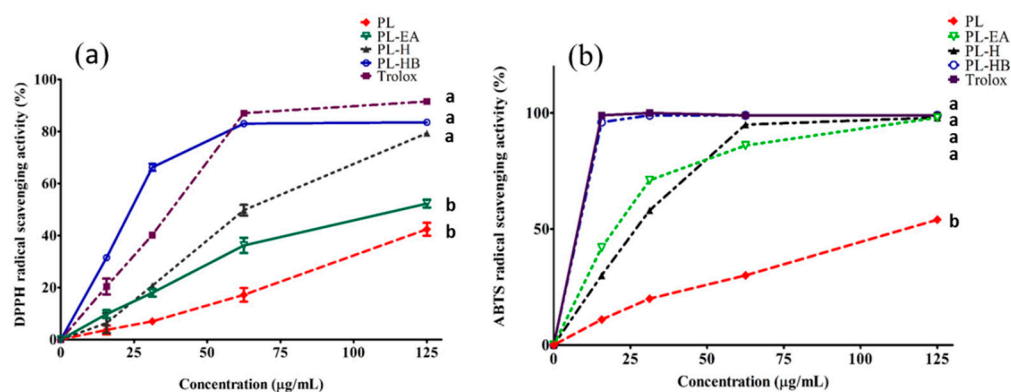 (a)
PL
PL-EA
PL-H
PL-HB
Trolox
DPPH radical scavenging activity (%)
100
80
60
40
20
0
a
a
a
b
b
0
25
50
75
100
125
Concentration (μg/mL)
(b)
PL
PL-EA
PL-H
PL-HB
Trolox
ABTS radical scavenging activity (%)
100
50
0
a
a
a
a
b
0
25
50
75
100
125
Concentration (μg/mL)